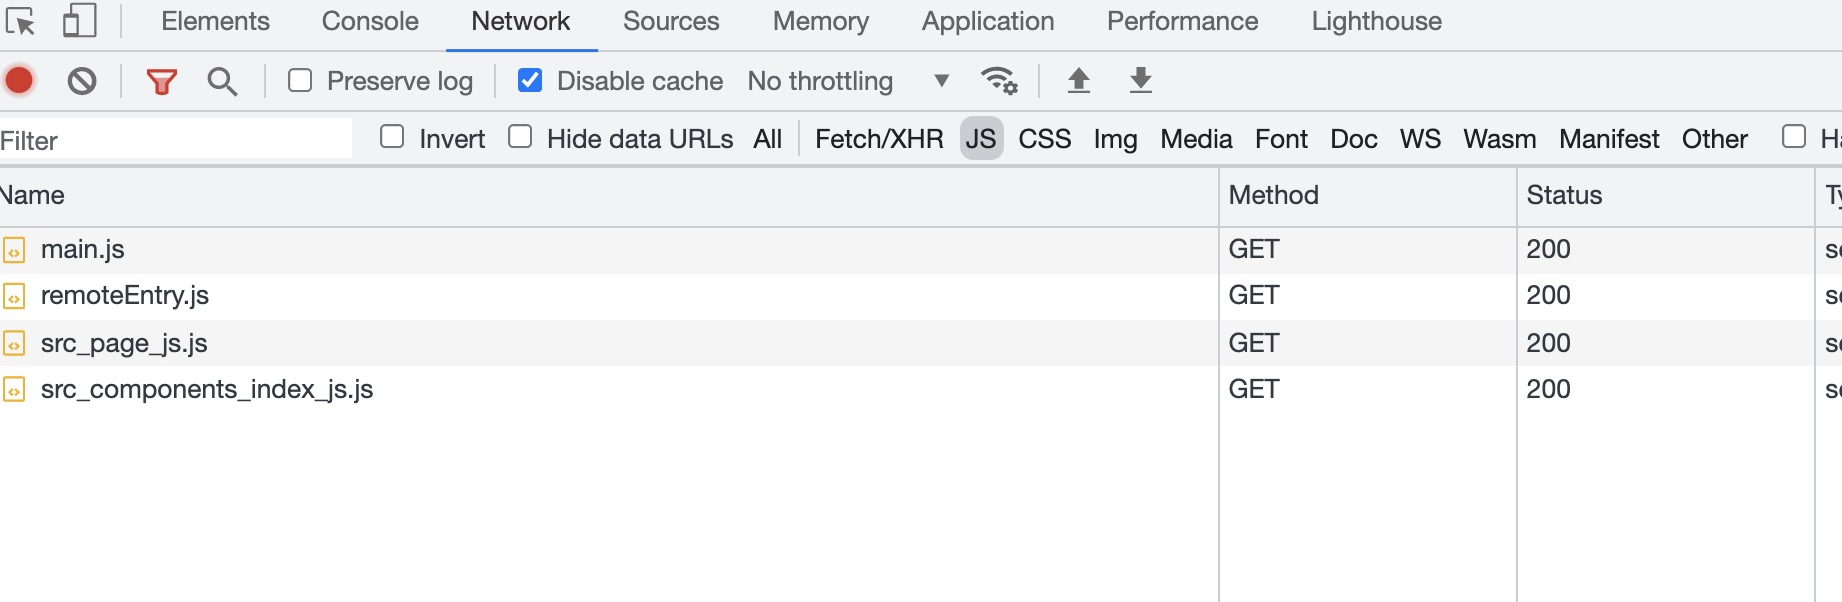 Elements Console Network Sources Memory Application Performance Lighthouse
Preserve log Disable cache No throttling
Filter Invert Hide data URLs All Fetch/XHR JS CSS Img Media Font Doc WS Wasm Manifest Other
Name Method Status
main.js GET 200
remoteEntry.js GET 200
src_page_js.js GET 200
src_components_index_js.js GET 200